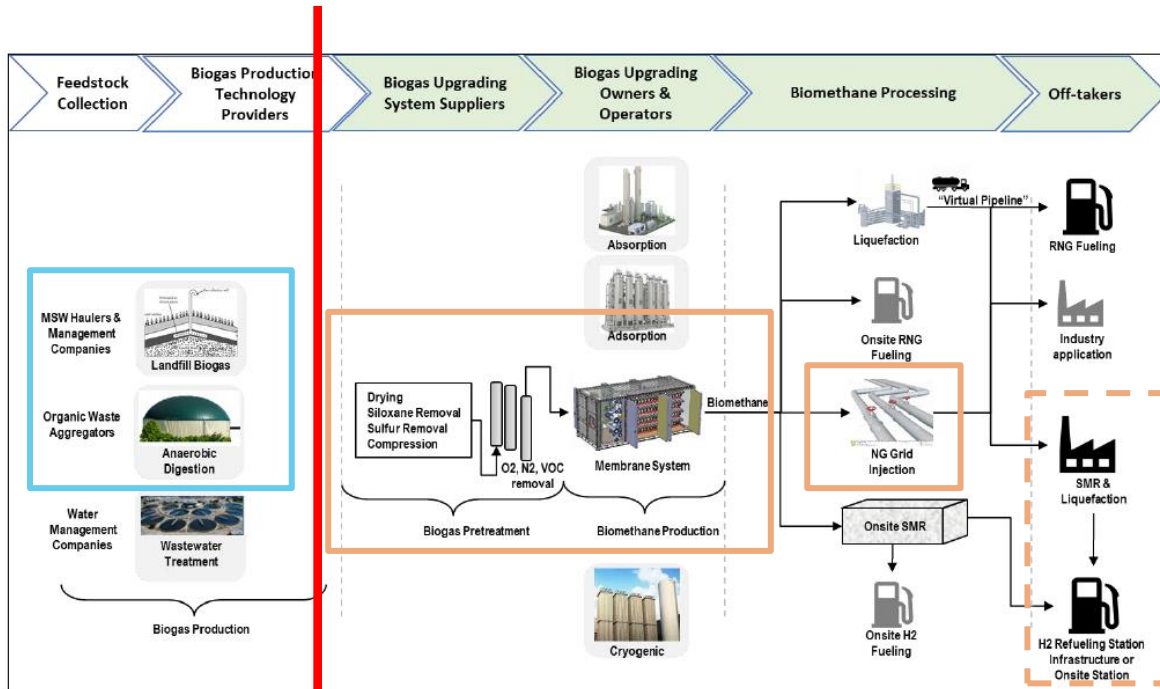 Feedstock
Collection
Biogas Production
Technology
Providers
Biogas Upgrading
System Suppliers
Biogas Upgrading
Owners &
Operators
Biomethane Processing
Off-takers
MSW Haulers &
Management
Companies
Landfill Biogas
Organic Waste
Aggregators
Anaerobic
Digestion
Water
Management
Companies
Wastewater
Treatment
Biogas Production
Drying
Siloxane Removal
Sulfur Removal
Compression
O2, N2, VOC
removal
Biogas Pretreatment
Absorption
Adsorption
Membrane System
Biomethane Production
Cryogenic
Biomethane
Liquefaction
"Virtual Pipeline"
Onsite RNG
Fueling
NG Grid
Injection
Onsite SMR
Onsite H2
Fueling
RNG Fueling
Industry
application
SMR &
Liquefaction
H2 Refueling Station
Infrastructure or
Onsite Station